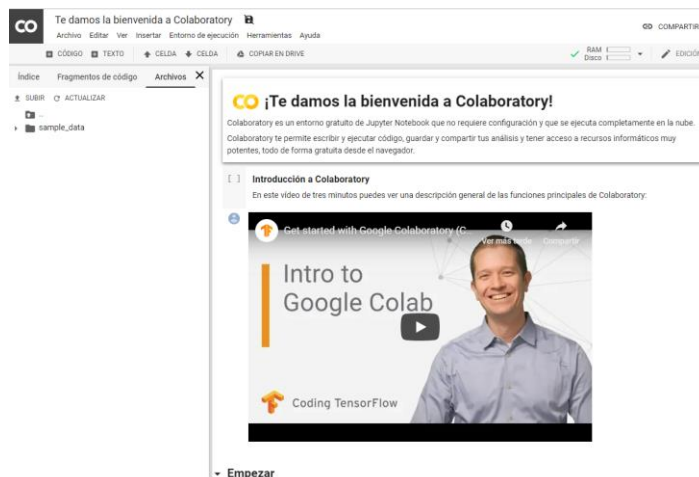 CO
Te damos la bienvenida a Colaboratory
Archivo Editar Ver Insertar Entorno de ejecución Herramientas Ayuda
COMPARTIR
CÓDIGO TEXTO CELDA CELDA COPIAR EN DRIVE
RAM
Disco
EDICIÓN
Índice Fragmentos de código Archivos X
SUBIR ACTUALIZAR
..
sample_data
CO ¡Te damos la bienvenida a Colaboratory!
Colaboratory es un entorno gratuito de Jupyter Notebook que no requiere configuración y que se ejecuta completamente en la nube.
Colaboratory te permite escribir y ejecutar código, guardar y compartir tus análisis y tener acceso a recursos informáticos muy
potentes, todo de forma gratuita desde el navegador.
[ ] Introducción a Colaboratory
En este vídeo de tres minutos puedes ver una descripción general de las funciones principales de Colaboratory:
Get started with Google Colaboratory (C...
Ver más tarde Compartir
Intro to
Google Colab
Coding TensorFlow
Empezar